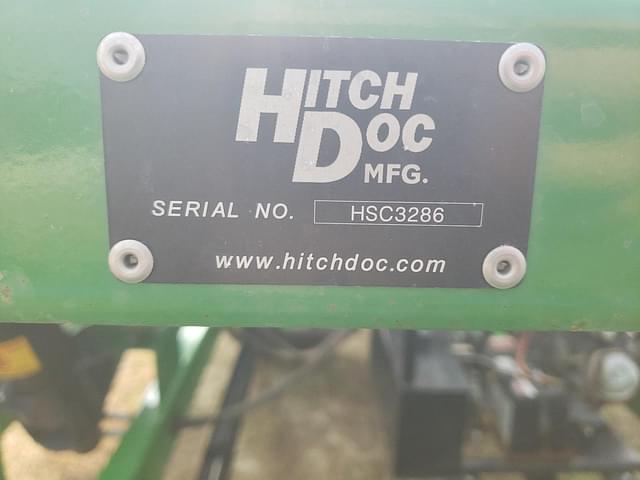 HITCH
DOC
MFG.
SERIAL NO. HSC3286
www.hitchdoc.com